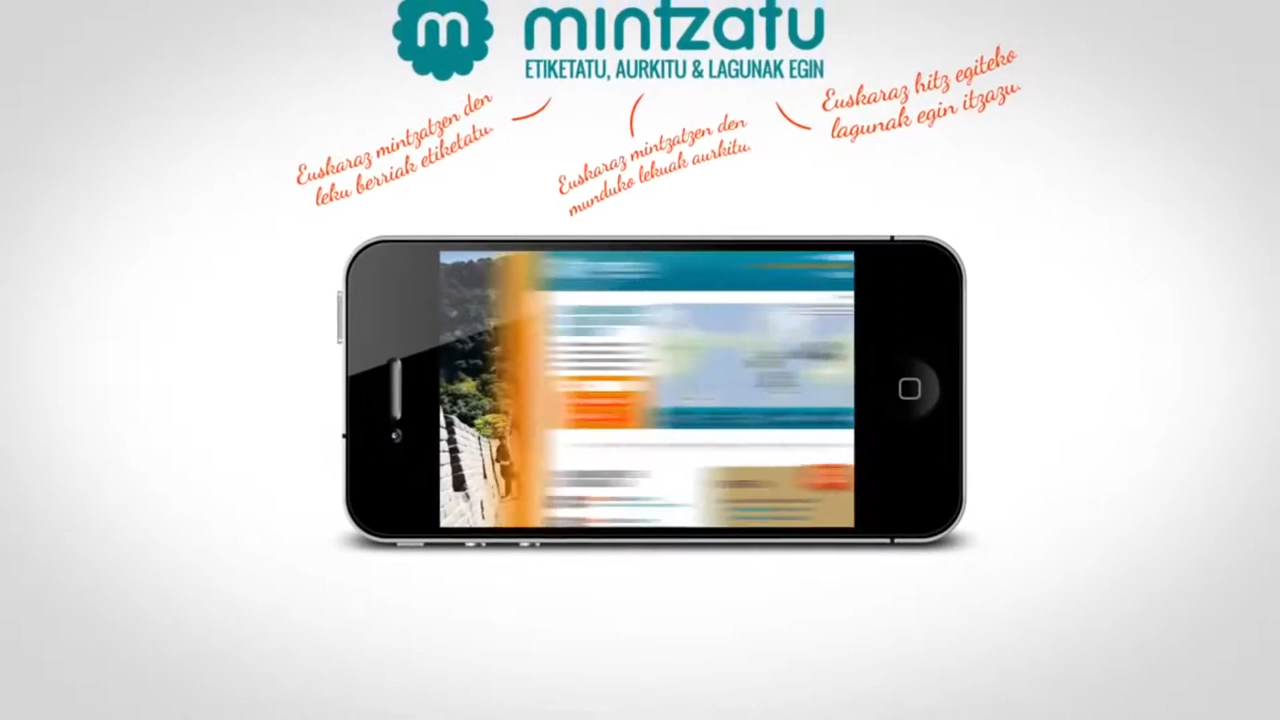 m mintzatu
ETIKETATU, AURKITU & LAGUNAK EGIN
Euskaraz mintzatzen den
leku berriak etiketatu.
Euskaraz mintzatzen den
munduko lekuak aurkitu.
Euskaraz hitz egiteko
lagunak egin itzazu.